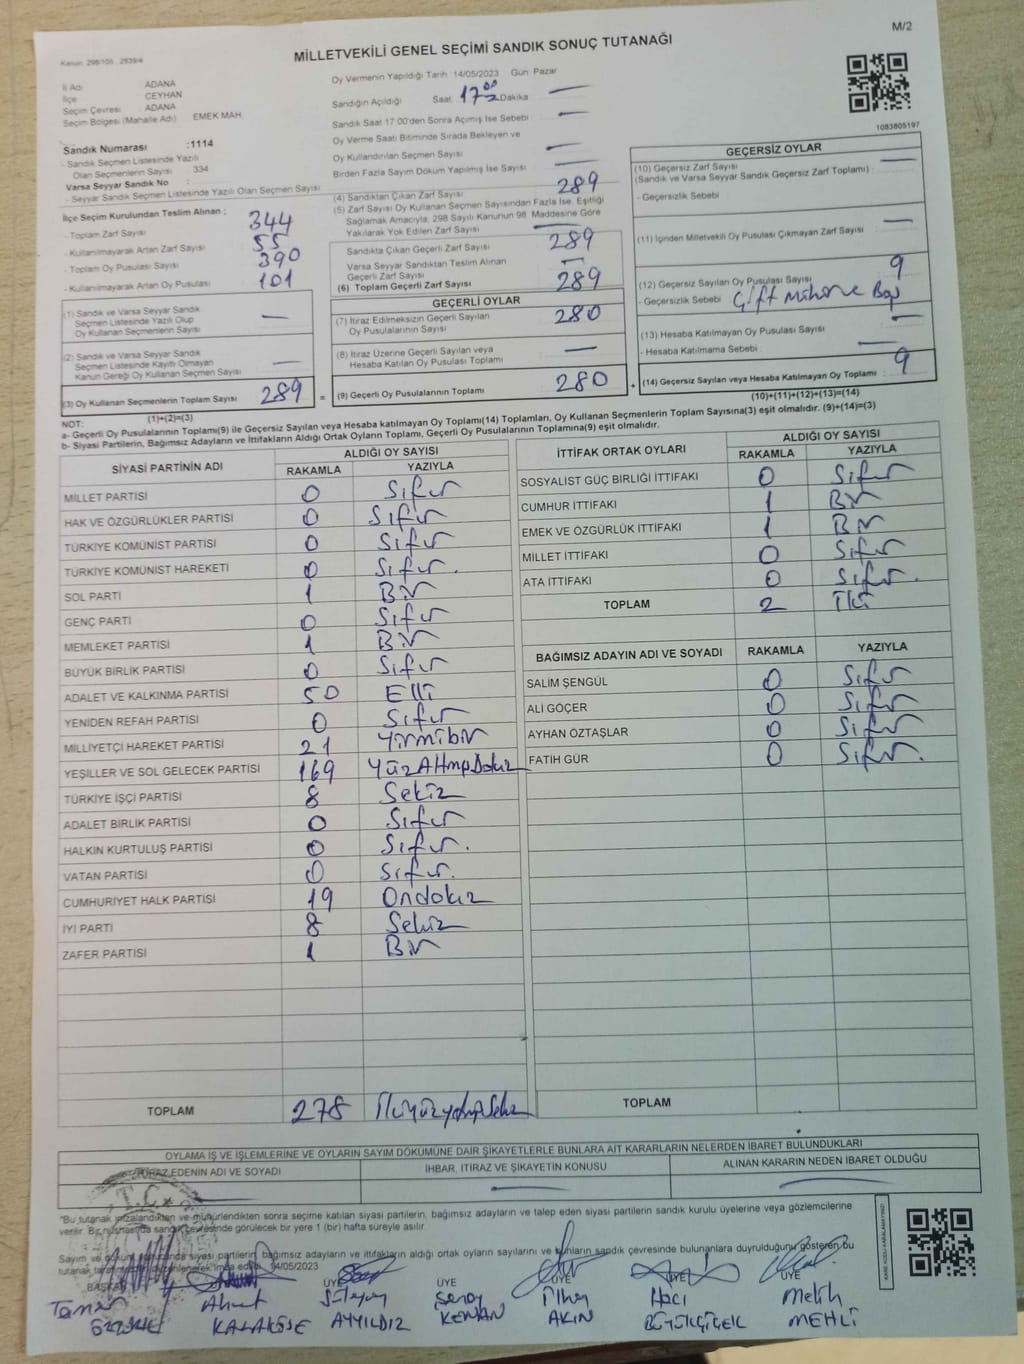 M/2
Kanun: 298/105 , 2839/4
MİLLETVEKİLİ GENEL SEÇİMİ SANDIK SONUÇ TUTANAĞI
İl Adı ADANA
İlçe CEYHAN
Seçim Çevresi ADANA
Seçim Bölgesi (Mahalle Adı) EMEK MAH
Sandık Numarası :1114
- Sandık Seçmen Listesinde Yazılı
Olan Seçmenlerin Sayısı 334
Varsa Seyyar Sandık No :
- Seyyar Sandık Seçmen Listesinde Yazılı Olan Seçmen Sayısı
İlçe Seçim Kurulundan Teslim Alınan :
- Toplam Zarf Sayısı 344
- Kullanılmayarak Artan Zarf Sayısı 55
- Toplam Oy Pusulası Sayısı 390
- Kullanılmayarak Artan Oy Pusulası 101
(1) Sandık ve Varsa Seyyar Sandık
Seçmen Listesinde Yazılı Olup
Oy Kullanan Seçmenlerin Sayısı —
(2) Sandık ve Varsa Seyyar Sandık
Seçmen Listesinde Kayıtlı Olmayan
Kanun Gereği Oy Kullanan Seçmen Sayısı —
(3) Oy Kullanan Seçmenlerin Toplam Sayısı 289
(1)+(2)=(3)
Oy Vermenin Yapıldığı Tarih 14/05/2023 Gün: Pazar
Sandığın Açıldığı Saat 17 00 Dakika —
Sandık Saat 17:00'den Sonra Açılmış İse Sebebi —
Oy Verme Saati Bitiminde Sırada Bekleyen ve
Oy Kullandırılan Seçmen Sayısı —
Birden Fazla Sayım Döküm Yapılmış İse Sayısı —
(4) Sandıktan Çıkan Zarf Sayısı 289
(5) Zarf Sayısı Oy Kullanan Seçmen Sayısından Fazla İse, Eşitliği
Sağlamak Amacıyla, 298 Sayılı Kanunun 98. Maddesine Göre
Yakılarak Yok Edilen Zarf Sayısı —
Sandıkta Çıkan Geçerli Zarf Sayısı 289
Varsa Seyyar Sandıktan Teslim Alınan
Geçerli Zarf Sayısı —
(6) Toplam Geçerli Zarf Sayısı 289
GEÇERLİ OYLAR
(7) İtiraz Edilmeksizin Geçerli Sayılan
Oy Pusulalarının Sayısı 280
(8) İtiraz Üzerine Geçerli Sayılan veya
Hesaba Katılan Oy Pusulası Toplamı —
= (9) Geçerli Oy Pusulalarının Toplamı 280 +
1083805197
GEÇERSİZ OYLAR
(10) Geçersiz Zarf Sayısı
(Sandık ve Varsa Seyyar Sandık Geçersiz Zarf Toplamı) : —
- Geçersizlik Sebebi
(11) İçinden Milletvekili Oy Pusulası Çıkmayan Zarf Sayısı —
(12) Geçersiz Sayılan Oy Pusulası Sayısı 9
- Geçersizlik Sebebi Çift Mühür ve Boş
(13) Hesaba Katılmayan Oy Pusulası Sayısı —
- Hesaba Katılmama Sebebi : —
(14) Geçersiz Sayılan veya Hesaba Katılmayan Oy Toplamı : 9
(10)+(11)+(12)+(13)=(14)
NOT:
a- Geçerli Oy Pusulalarının Toplamı(9) ile Geçersiz Sayılan veya Hesaba katılmayan Oy Toplamı(14) Toplamları, Oy Kullanan Seçmenlerin Toplam Sayısına(3) eşit olmalıdır. (9)+(14)=(3)
b- Siyasi Partilerin, Bağımsız Adayların ve İttifakların Aldığı Ortak Oyların Toplamı, Geçerli Oy Pusulalarının Toplamına(9) eşit olmalıdır.
SİYASİ PARTİNİN ADI ALDIĞI OY SAYISI
RAKAMLA YAZIYLA
MİLLET PARTİSİ 0 Sıfır
HAK VE ÖZGÜRLÜKLER PARTİSİ 0 Sıfır
TÜRKİYE KOMÜNİST PARTİSİ 0 Sıfır
TÜRKİYE KOMÜNİST HAREKETİ 0 Sıfır.
SOL PARTİ 1 Bir
GENÇ PARTİ 0 Sıfır
MEMLEKET PARTİSİ 1 Bir
BÜYÜK BİRLİK PARTİSİ 0 Sıfır
ADALET VE KALKINMA PARTİSİ 50 Elli
YENİDEN REFAH PARTİSİ 0 Sıfır
MİLLİYETÇİ HAREKET PARTİSİ 21 Yirmibir
YEŞİLLER VE SOL GELECEK PARTİSİ 169 YüzAltmışDokuz
TÜRKİYE İŞÇİ PARTİSİ 8 Sekiz
ADALET BİRLİK PARTİSİ 0 Sıfır
HALKIN KURTULUŞ PARTİSİ 0 Sıfır.
VATAN PARTİSİ 0 Sıfır.
CUMHURİYET HALK PARTİSİ 19 Ondokuz
İYİ PARTİ 8 Sekiz
ZAFER PARTİSİ 1 Bir
TOPLAM 278 İkiyüzyetmişSekiz
İTTİFAK ORTAK OYLARI ALDIĞI OY SAYISI
RAKAMLA YAZIYLA
SOSYALİST GÜÇ BİRLİĞİ İTTİFAKI 0 Sıfır
CUMHUR İTTİFAKI 1 Bir
EMEK VE ÖZGÜRLÜK İTTİFAKI 1 Bir
MİLLET İTTİFAKI 0 Sıfır
ATA İTTİFAKI 0 Sıfır.
TOPLAM 2 İki
BAĞIMSIZ ADAYIN ADI VE SOYADI RAKAMLA YAZIYLA
SALİM ŞENGÜL 0 Sıfır
ALİ GÖÇER 0 Sıfır
AYHAN ÖZTAŞLAR 0 Sıfır
FATİH GÜR 0 Sıfır.
TOPLAM
OYLAMA İŞ VE İŞLEMLERİNE VE OYLARIN SAYIM DÖKÜMÜNE DAİR ŞİKAYETLERLE BUNLARA AİT KARARLARIN NELERDEN İBARET BULUNDUKLARI
İTİRAZ EDENİN ADI VE SOYADI İHBAR, İTİRAZ VE ŞİKAYETİN KONUSU ALINAN KARARIN NEDEN İBARET OLDUĞU
T.C.
"Bu tutanak imzalandıktan ve mühürlendikten sonra seçime katılan siyasi partilerin, bağımsız adayların ve talep eden siyasi partilerin sandık kurulu üyelerine veya gözlemcilerine
verilir. Bir nüshası da sandık çevresinde görülecek bir yere 1 (bir) hafta süreyle asılır.
Sayım ve döküm sonucunda siyasi partilerin, bağımsız adayların ve ittifakların aldığı ortak oyların sayılarını ve bunların sandık çevresinde bulunanlara duyrulduğunu gösteren bu
tutanak tarafımızdan düzenlenerek imza edildi. 14/05/2023
BAŞKAN ÜYE ÜYE ÜYE ÜYE ÜYE
Ahmet Süleyman Seray İlhan Hacı Melih
KARAKÖSE AYYILDIZ KENAN AKIN MEHLİ